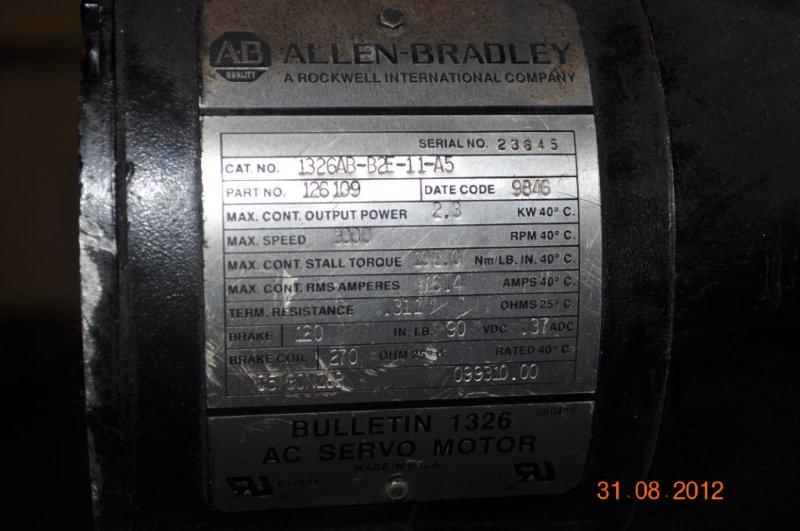 AB QUALITY ALLEN-BRADLEY
A ROCKWELL INTERNATIONAL COMPANY
SERIAL NO. 23645
CAT. NO. 1326AB-B2E-11-A5
PART NO. 126109 DATE CODE 9846
MAX. CONT. OUTPUT POWER 2.3 KW 40° C.
MAX. SPEED 3000 RPM 40° C.
MAX. CONT. STALL TORQUE Nm/LB. IN. 40° C.
MAX. CONT. RMS AMPERES AMPS 40° C.
TERM. RESISTANCE .311 OHMS 25° C
BRAKE 120 IN. LB. 90 VDC .37 ADC
BRAKE COIL 270 OHM 25° C RATED 40° C.
099310.00
BULLETIN 1326
AC SERVO MOTOR
MADE IN U.S.A.
31.08.2012